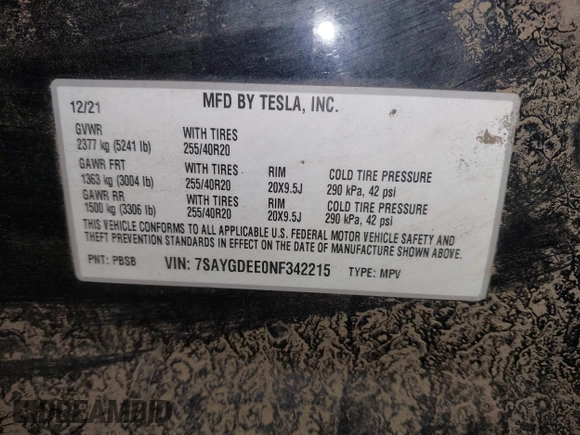 12/21 MFD BY TESLA, INC.
GVWR WITH TIRES
2377 kg (5241 lb) 255/40R20
GAWR FRT WITH TIRES RIM COLD TIRE PRESSURE
1363 kg (3004 lb) 255/40R20 20X9.5J 290 kPa, 42 psi
GAWR RR WITH TIRES RIM COLD TIRE PRESSURE
1500 kg (3306 lb) 255/40R20 20X9.5J 290 kPa, 42 psi
THIS VEHICLE CONFORMS TO ALL APPLICABLE U.S. FEDERAL MOTOR VEHICLE SAFETY AND
THEFT PREVENTION STANDARDS IN EFFECT ON THE DATE OF MANUFACTURE SHOWN ABOVE.
PNT: PBSB VIN: 7SAYGDEE0NF342215 TYPE: MPV
DREAMBID